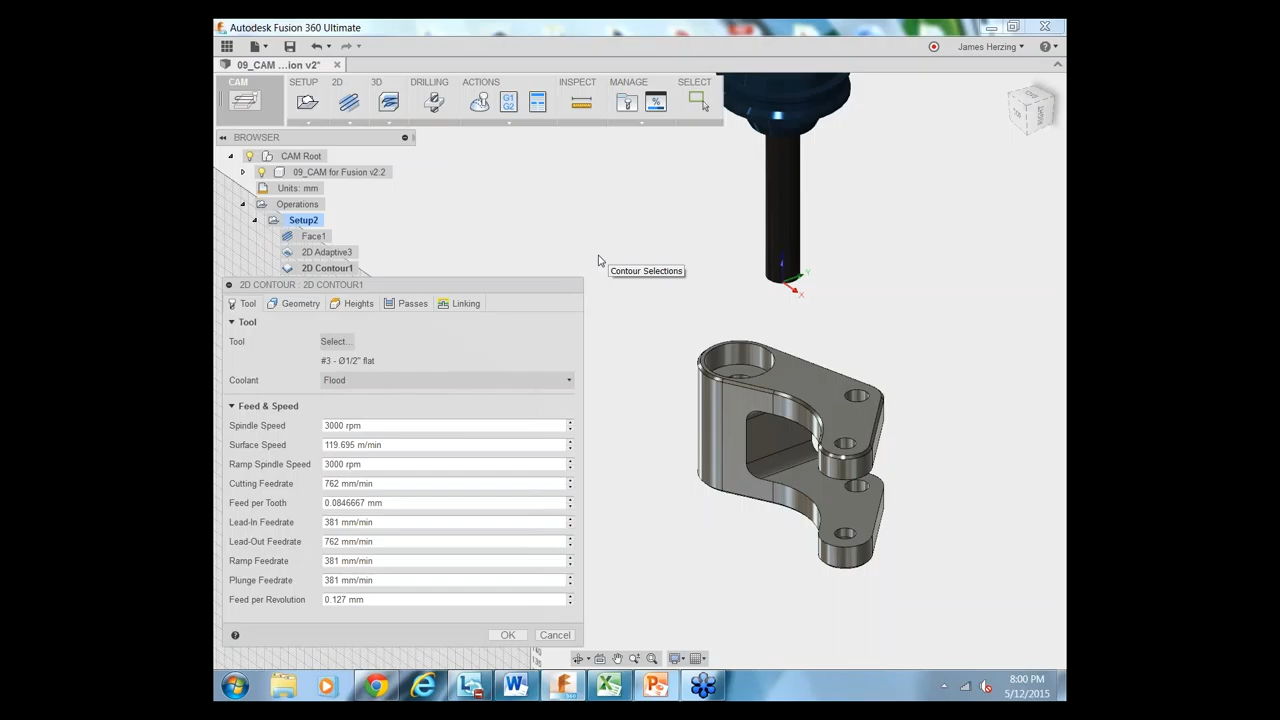 Autodesk Fusion 360 Ultimate
James Herzing
09_CAM ...ion v2*
CAM
SETUP 2D 3D DRILLING ACTIONS INSPECT MANAGE SELECT
G1
G2
%
BROWSER
CAM Root
09_CAM for Fusion v2:2
Units: mm
Operations
Setup2
Face1
2D Adaptive3
2D Contour1
Contour Selections
2D CONTOUR : 2D CONTOUR1
Tool Geometry Heights Passes Linking
Tool
Tool Select...
#3 - Ø1/2" flat
Coolant Flood
Feed & Speed
Spindle Speed 3000 rpm
Surface Speed 119.695 m/min
Ramp Spindle Speed 3000 rpm
Cutting Feedrate 762 mm/min
Feed per Tooth 0.0846667 mm
Lead-In Feedrate 381 mm/min
Lead-Out Feedrate 762 mm/min
Ramp Feedrate 381 mm/min
Plunge Feedrate 381 mm/min
Feed per Revolution 0.127 mm
OK Cancel
X
Y
8:00 PM
5/12/2015